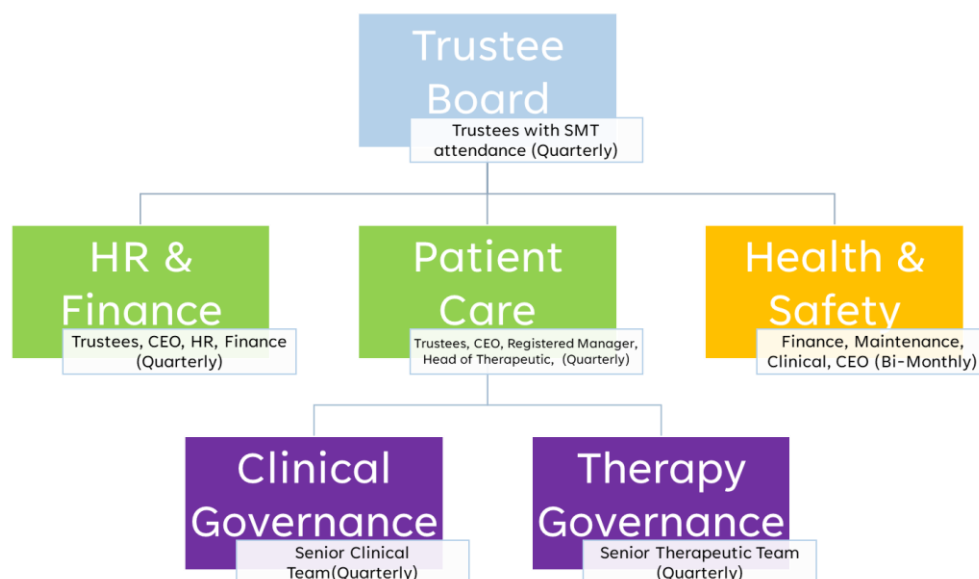 Trustee
Board
Trustees with SMT
attendance (Quarterly)
HR &
Finance
Trustees, CEO, HR, Finance
(Quarterly)
Patient
Care
Trustees, CEO, Registered Manager,
Head of Therapeutic,  (Quarterly)
Health &
Safety
Finance, Maintenance,
Clinical, CEO (Bi-Monthly)
Clinical
Governance
Senior Clinical
Team(Quarterly)
Therapy
Governance
Senior Therapeutic Team
(Quarterly)